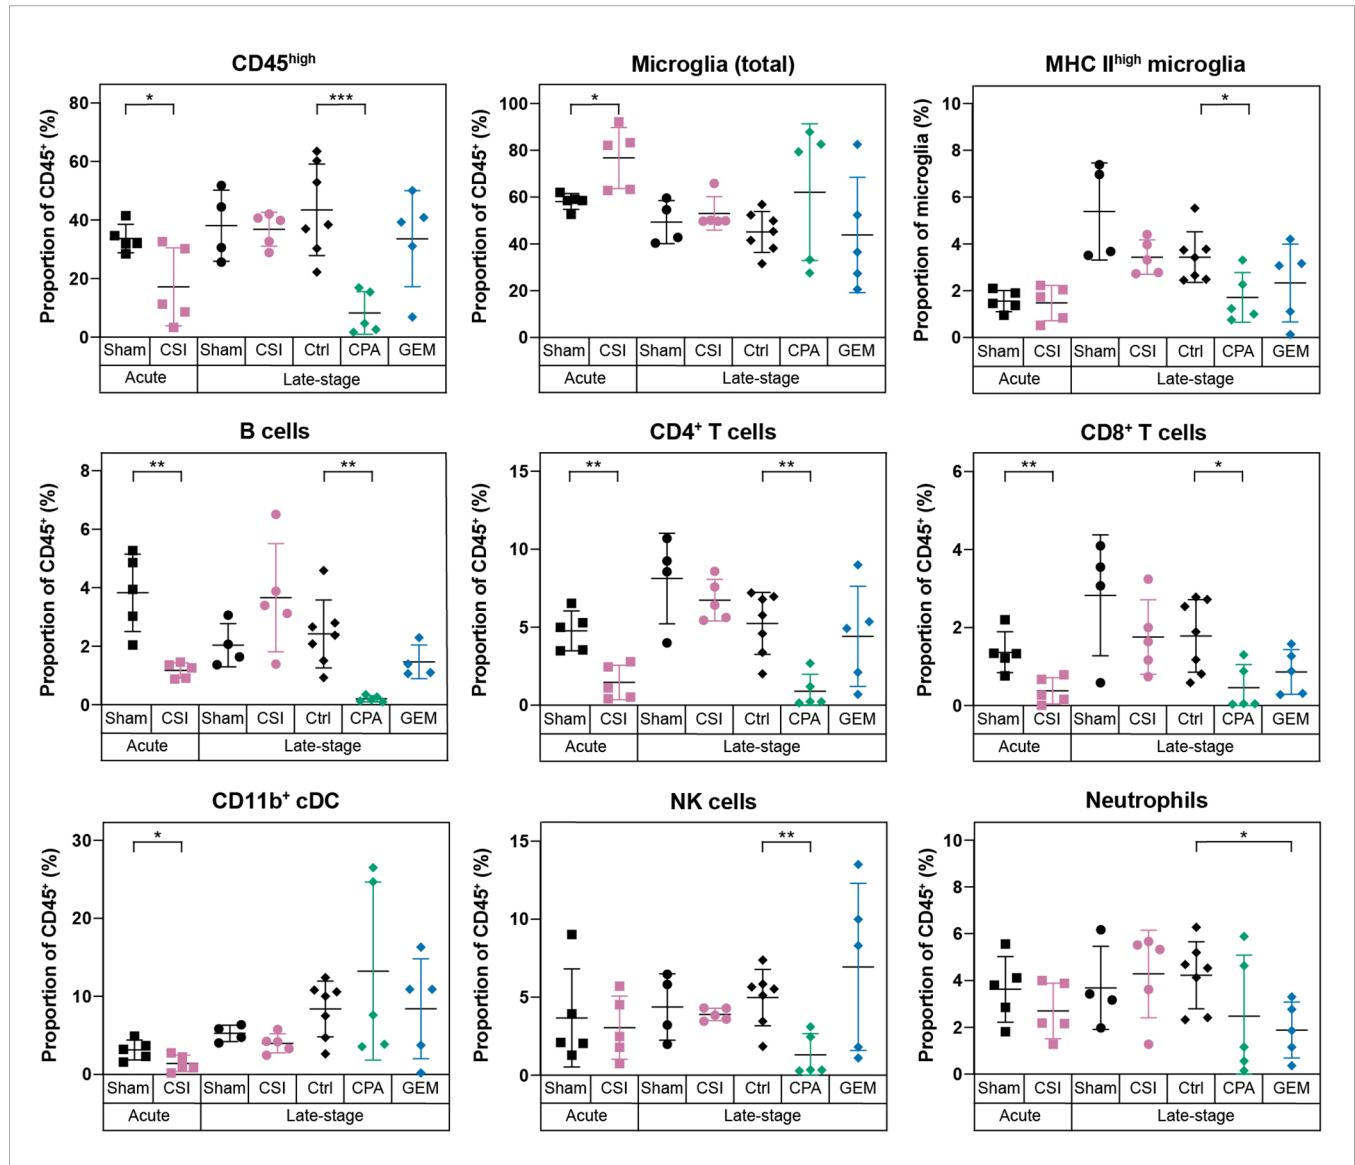 CD45high
Proportion of CD45+ (%)
80
60
40
20
0
*
***
Sham CSI Sham CSI Ctrl CPA GEM
Acute Late-stage
Microglia (total)
Proportion of CD45+ (%)
100
80
60
40
20
0
*
Sham CSI Sham CSI Ctrl CPA GEM
Acute Late-stage
MHC IIhigh microglia
Proportion of microglia (%)
10
8
6
4
2
0
*
Sham CSI Sham CSI Ctrl CPA GEM
Acute Late-stage
B cells
Proportion of CD45+ (%)
8
6
4
2
0
**
**
Sham CSI Sham CSI Ctrl CPA GEM
Acute Late-stage
CD4+ T cells
Proportion of CD45+ (%)
15
10
5
0
**
**
Sham CSI Sham CSI Ctrl CPA GEM
Acute Late-stage
CD8+ T cells
Proportion of CD45+ (%)
6
4
2
0
**
*
Sham CSI Sham CSI Ctrl CPA GEM
Acute Late-stage
CD11b+ cDC
Proportion of CD45+ (%)
30
20
10
0
*
Sham CSI Sham CSI Ctrl CPA GEM
Acute Late-stage
NK cells
Proportion of CD45+ (%)
15
10
5
0
**
Sham CSI Sham CSI Ctrl CPA GEM
Acute Late-stage
Neutrophils
Proportion of CD45+ (%)
10
8
6
4
2
0
*
Sham CSI Sham CSI Ctrl CPA GEM
Acute Late-stage